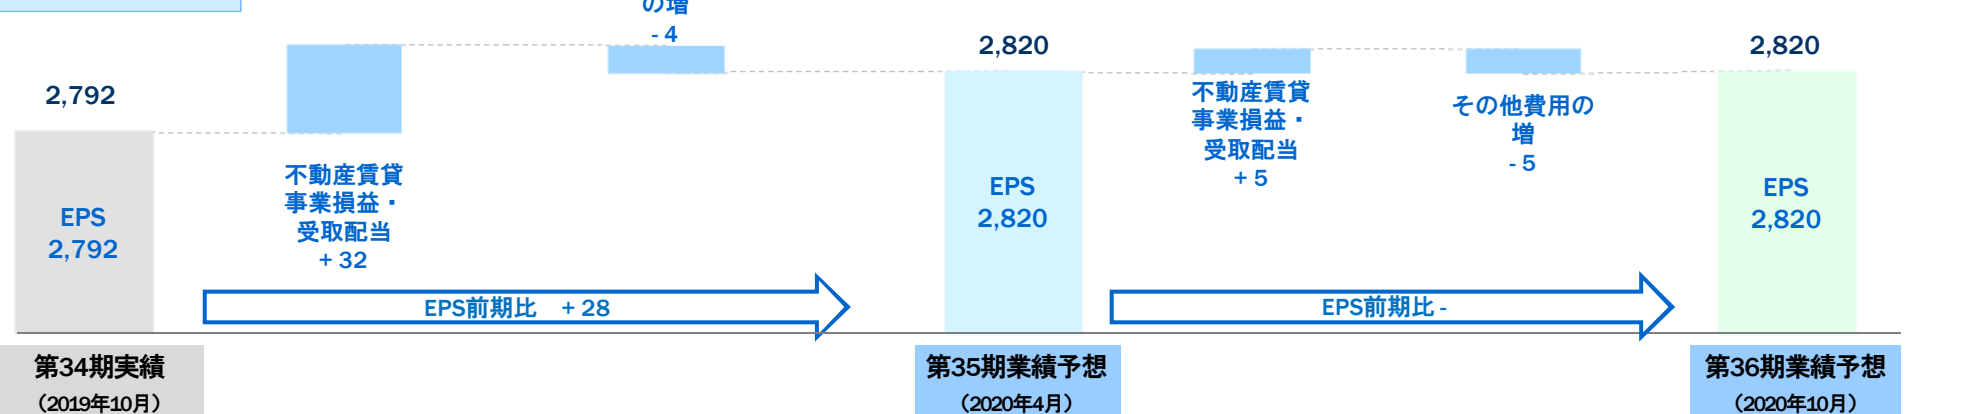 の増
- 4
2,792
2,820
2,820
EPS
2,792
不動産賃貸
事業損益・
受取配当
+ 32
EPS
2,820
不動産賃貸
事業損益・
受取配当
+ 5
その他費用の
増
- 5
EPS
2,820
EPS前期比　+ 28
EPS前期比 -
第34期実績
（2019年10月）
第35期業績予想
（2020年4月）
第36期業績予想
（2020年10月）